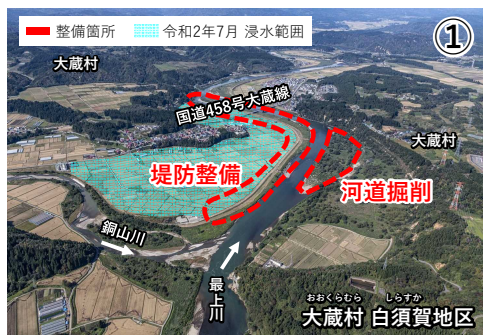 整備箇所 令和2年7月 浸水範囲
①
大蔵村
国道458号大蔵線
大蔵村
堤防整備
河道掘削
銅山川
最上川
おおくらむら しらすか
大蔵村 白須賀地区